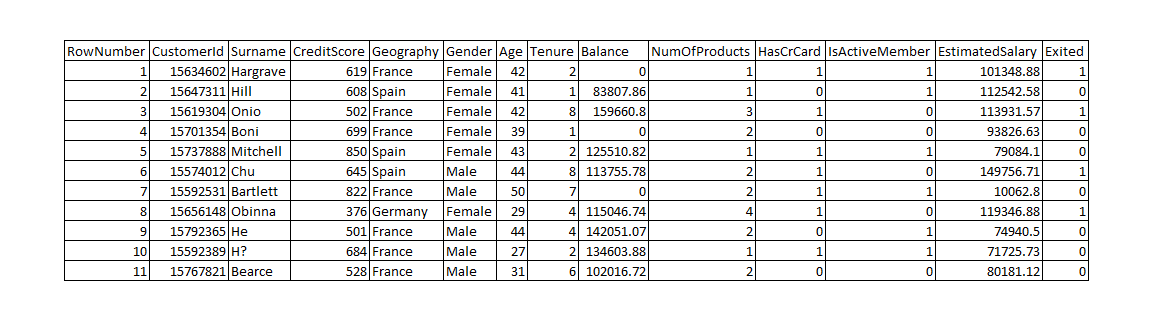 RowNumber CustomerId Surname CreditScore Geography Gender Age Tenure Balance NumOfProducts HasCrCard IsActiveMember EstimatedSalary Exited
1 15634602 Hargrave 619 France Female 42 2 0 1 1 1 101348.88 1
2 15647311 Hill 608 Spain Female 41 1 83807.86 1 0 1 112542.58 0
3 15619304 Onio 502 France Female 42 8 159660.8 3 1 0 113931.57 1
4 15701354 Boni 699 France Female 39 1 0 2 0 0 93826.63 0
5 15737888 Mitchell 850 Spain Female 43 2 125510.82 1 1 1 79084.1 0
6 15574012 Chu 645 Spain Male 44 8 113755.78 2 1 0 149756.71 1
7 15592531 Bartlett 822 France Male 50 7 0 2 1 1 10062.8 0
8 15656148 Obinna 376 Germany Female 29 4 115046.74 4 1 0 119346.88 1
9 15792365 He 501 France Male 44 4 142051.07 2 0 1 74940.5 0
10 15592389 H? 684 France Male 27 2 134603.88 1 1 1 71725.73 0
11 15767821 Bearce 528 France Male 31 6 102016.72 2 0 0 80181.12 0